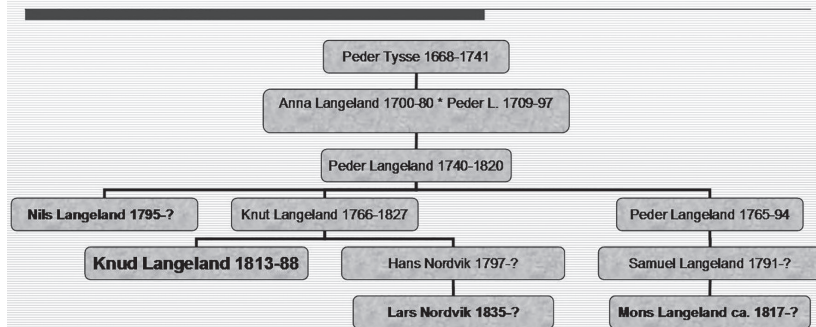 Peder Tysse 1668-1741
Anna Langeland 1700-80 * Peder L. 1709-97
Peder Langeland 1740-1820
Nils Langeland 1795-?
Knut Langeland 1766-1827
Peder Langeland 1765-94
Knud Langeland 1813-88
Hans Nordvik 1797-?
Samuel Langeland 1791-?
Lars Nordvik 1835-?
Mons Langeland ca. 1817-?